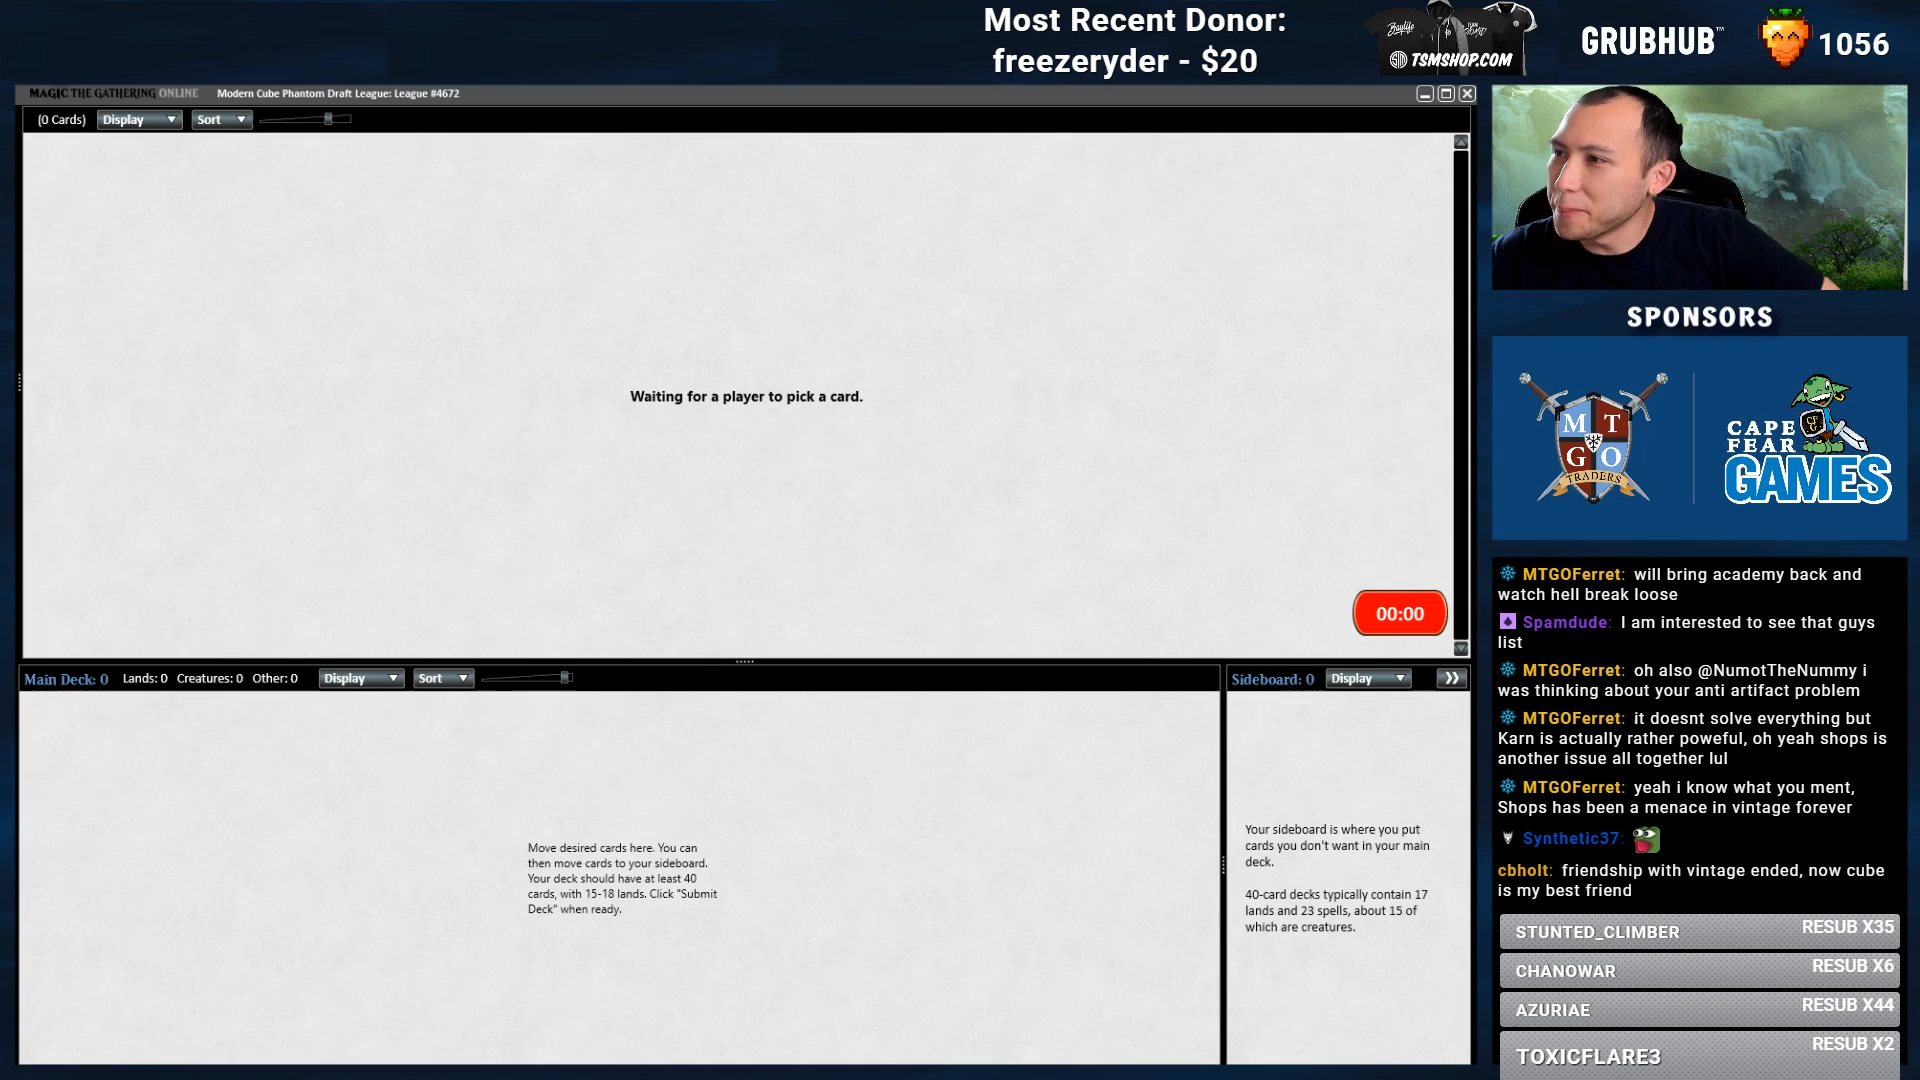 Most Recent Donor:
freezeryder - $20
TSMSHOP.COM
GRUBHUB™
1056
MAGIC THE GATHERING ONLINE Modern Cube Phantom Draft League: League #4672
(0 Cards) Display Sort
Waiting for a player to pick a card.
00:00
Main Deck: 0 Lands: 0 Creatures: 0 Other: 0 Display Sort
Move desired cards here. You can
then move cards to your sideboard.
Your deck should have at least 40
cards, with 15-18 lands. Click "Submit
Deck" when ready.
Sideboard: 0 Display
Your sideboard is where you put
cards you don't want in your main
deck.
40-card decks typically contain 17
lands and 23 spells, about 15 of
which are creatures.
SPONSORS
M T
G O
TRADERS
CAPE
FEAR
GAMES
MTGOFerret: will bring academy back and
watch hell break loose
Spamdude: I am interested to see that guys
list
MTGOFerret: oh also @NumotTheNummy i
was thinking about your anti artifact problem
MTGOFerret: it doesnt solve everything but
Karn is actually rather poweful, oh yeah shops is
another issue all together lul
MTGOFerret: yeah i know what you ment,
Shops has been a menace in vintage forever
Synthetic37:
cbholt: friendship with vintage ended, now cube
is my best friend
STUNTED_CLIMBER RESUB X35
CHANOWAR RESUB X6
AZURIAE RESUB X44
TOXICFLARE3 RESUB X2